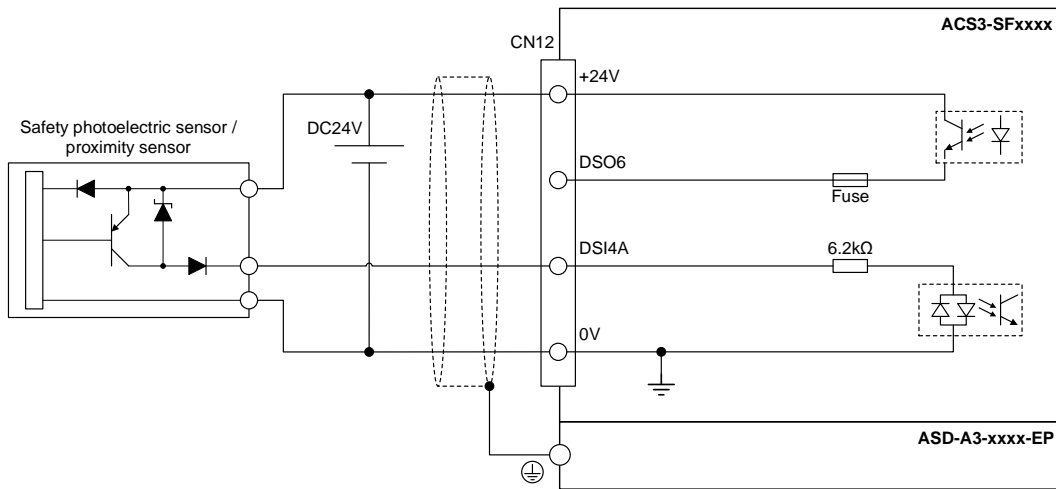 ACS3-SFxxxx
CN12
+24V
Safety photoelectric sensor /
proximity sensor
DC24V
DSO6
Fuse
DSI4A
6.2kΩ
0V
ASD-A3-xxxx-EP